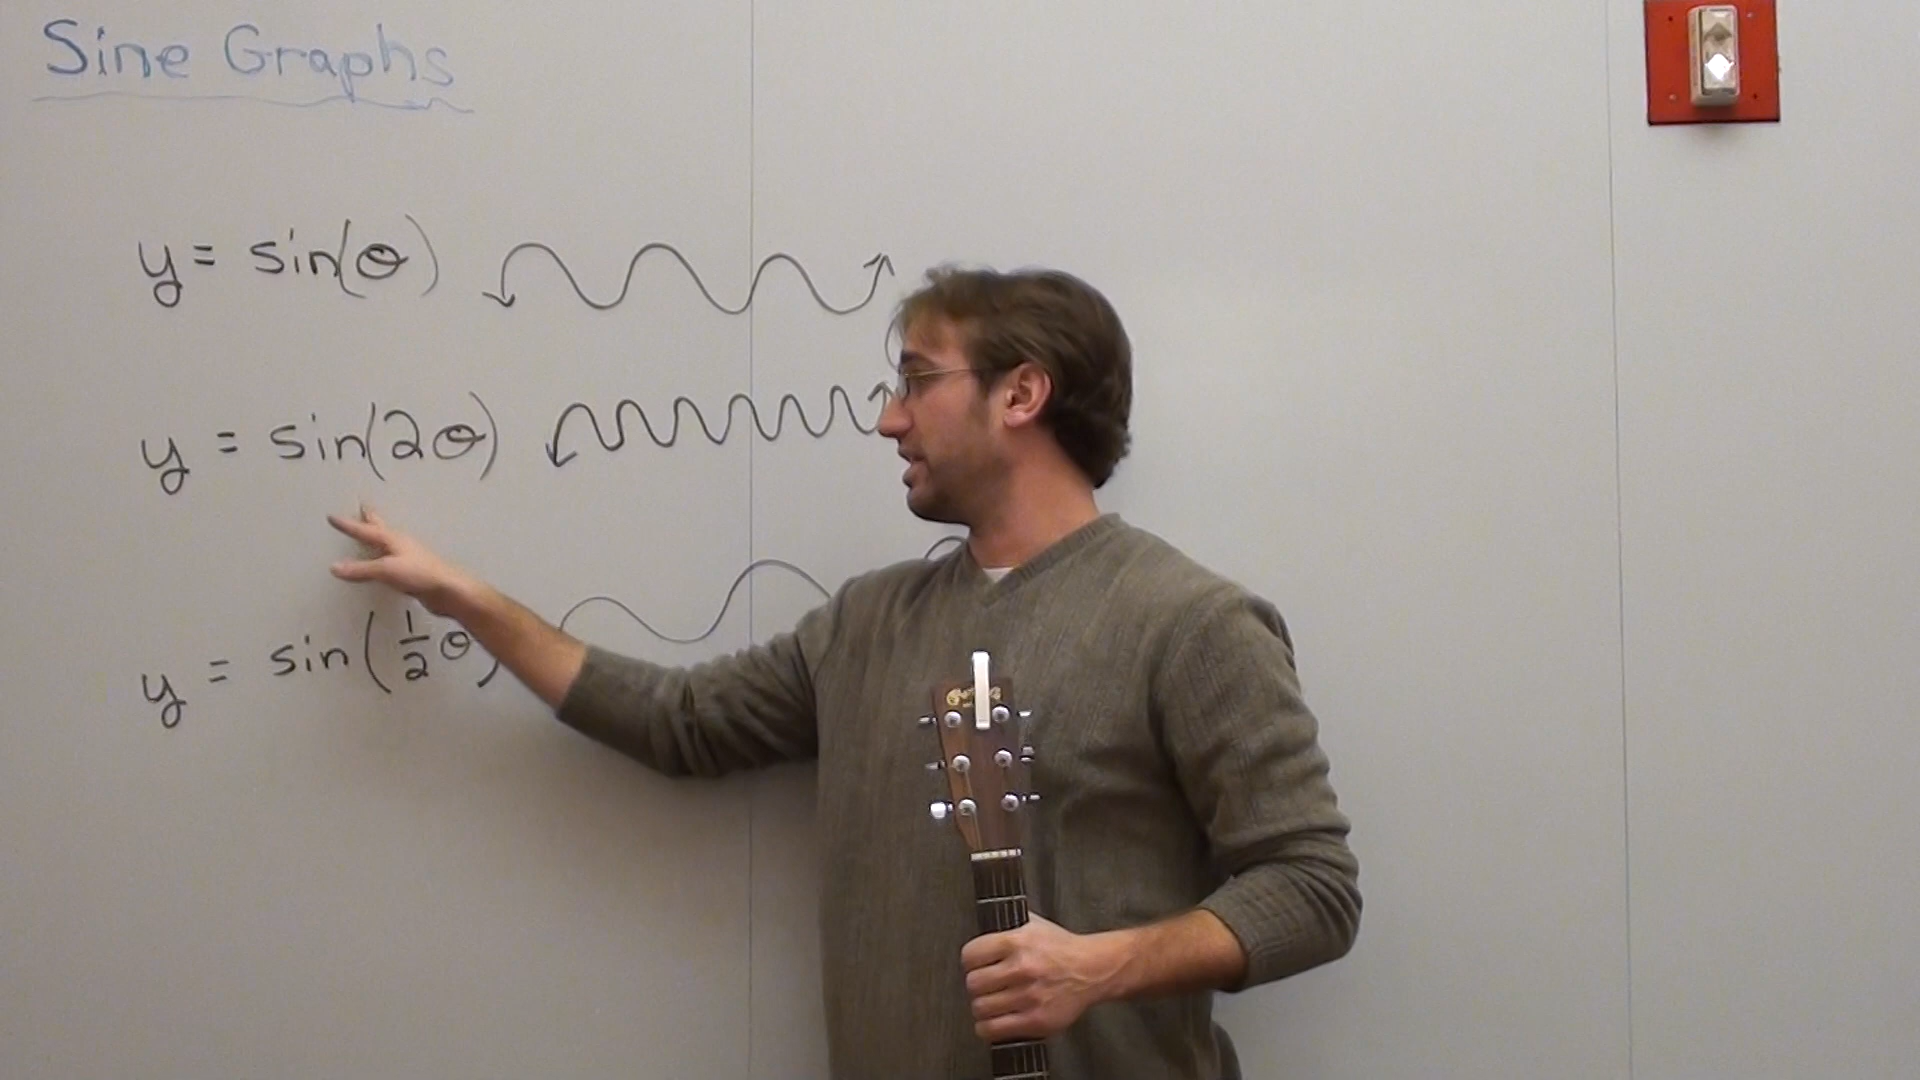 Sine Graphs
y = sin(θ)
y = sin(2θ)
y = sin(½θ)